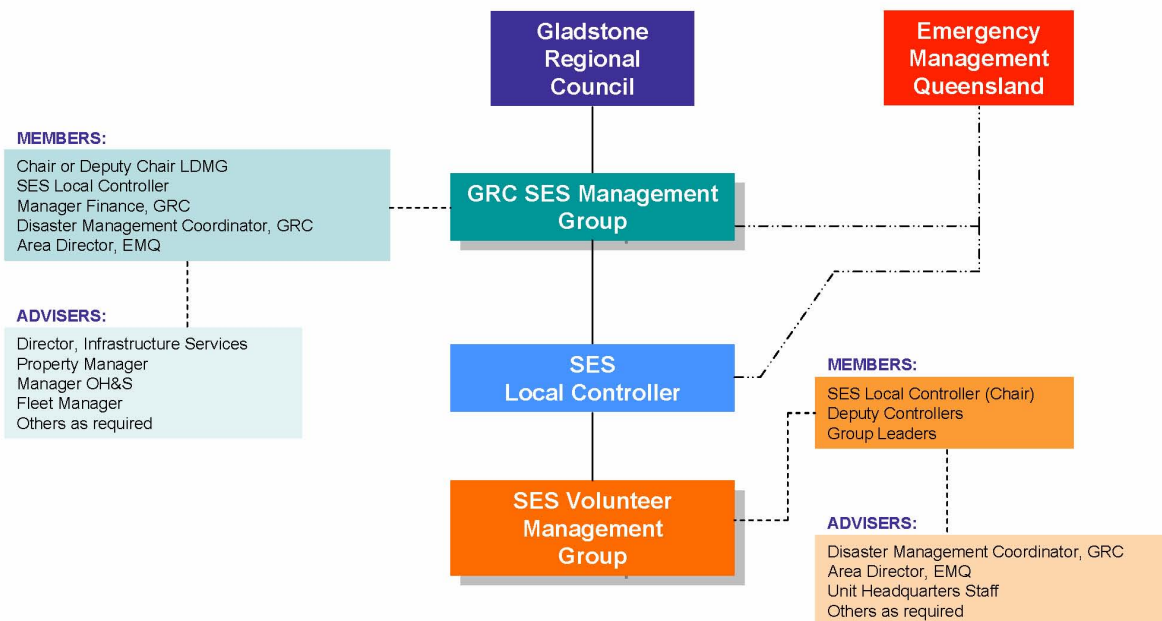 Gladstone
Regional
Council
Emergency
Management
Queensland
MEMBERS:
Chair or Deputy Chair LDMG
SES Local Controller
Manager Finance, GRC
Disaster Management Coordinator, GRC
Area Director, EMQ
GRC SES Management
Group
ADVISERS:
Director, Infrastructure Services
Property Manager
Manager OH&S
Fleet Manager
Others as required
SES
Local Controller
MEMBERS:
SES Local Controller (Chair)
Deputy Controllers
Group Leaders
SES Volunteer
Management
Group
ADVISERS:
Disaster Management Coordinator, GRC
Area Director, EMQ
Unit Headquarters Staff
Others as required